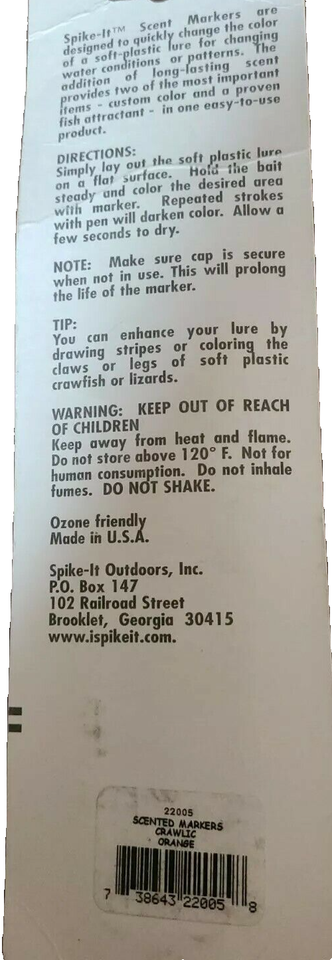 Spike-It™ Scent Markers are
designed to quickly change the color
of a soft-plastic lure for changing
water conditions or patterns. The
addition of long-lasting scent
provides two of the most important
items - custom color and a proven
fish attractant - in one easy-to-use
product.
DIRECTIONS:
Simply lay out the soft plastic lure
on a flat surface. Hold the bait
steady and color the desired area
with marker. Repeated strokes
with pen will darken color. Allow a
few seconds to dry.
NOTE: Make sure cap is secure
when not in use. This will prolong
the life of the marker.
TIP:
You can enhance your lure by
drawing stripes or coloring the
claws or legs of soft plastic
crawfish or lizards.
WARNING: KEEP OUT OF REACH
OF CHILDREN
Keep away from heat and flame.
Do not store above 120° F. Not for
human consumption. Do not inhale
fumes. DO NOT SHAKE.
Ozone friendly
Made in U.S.A.
Spike-It Outdoors, Inc.
P.O. Box 147
102 Railroad Street
Brooklet, Georgia 30415
www.ispikeit.com.
22005
SCENTED MARKERS
CRAWLIC
ORANGE
7 38643 22005 8